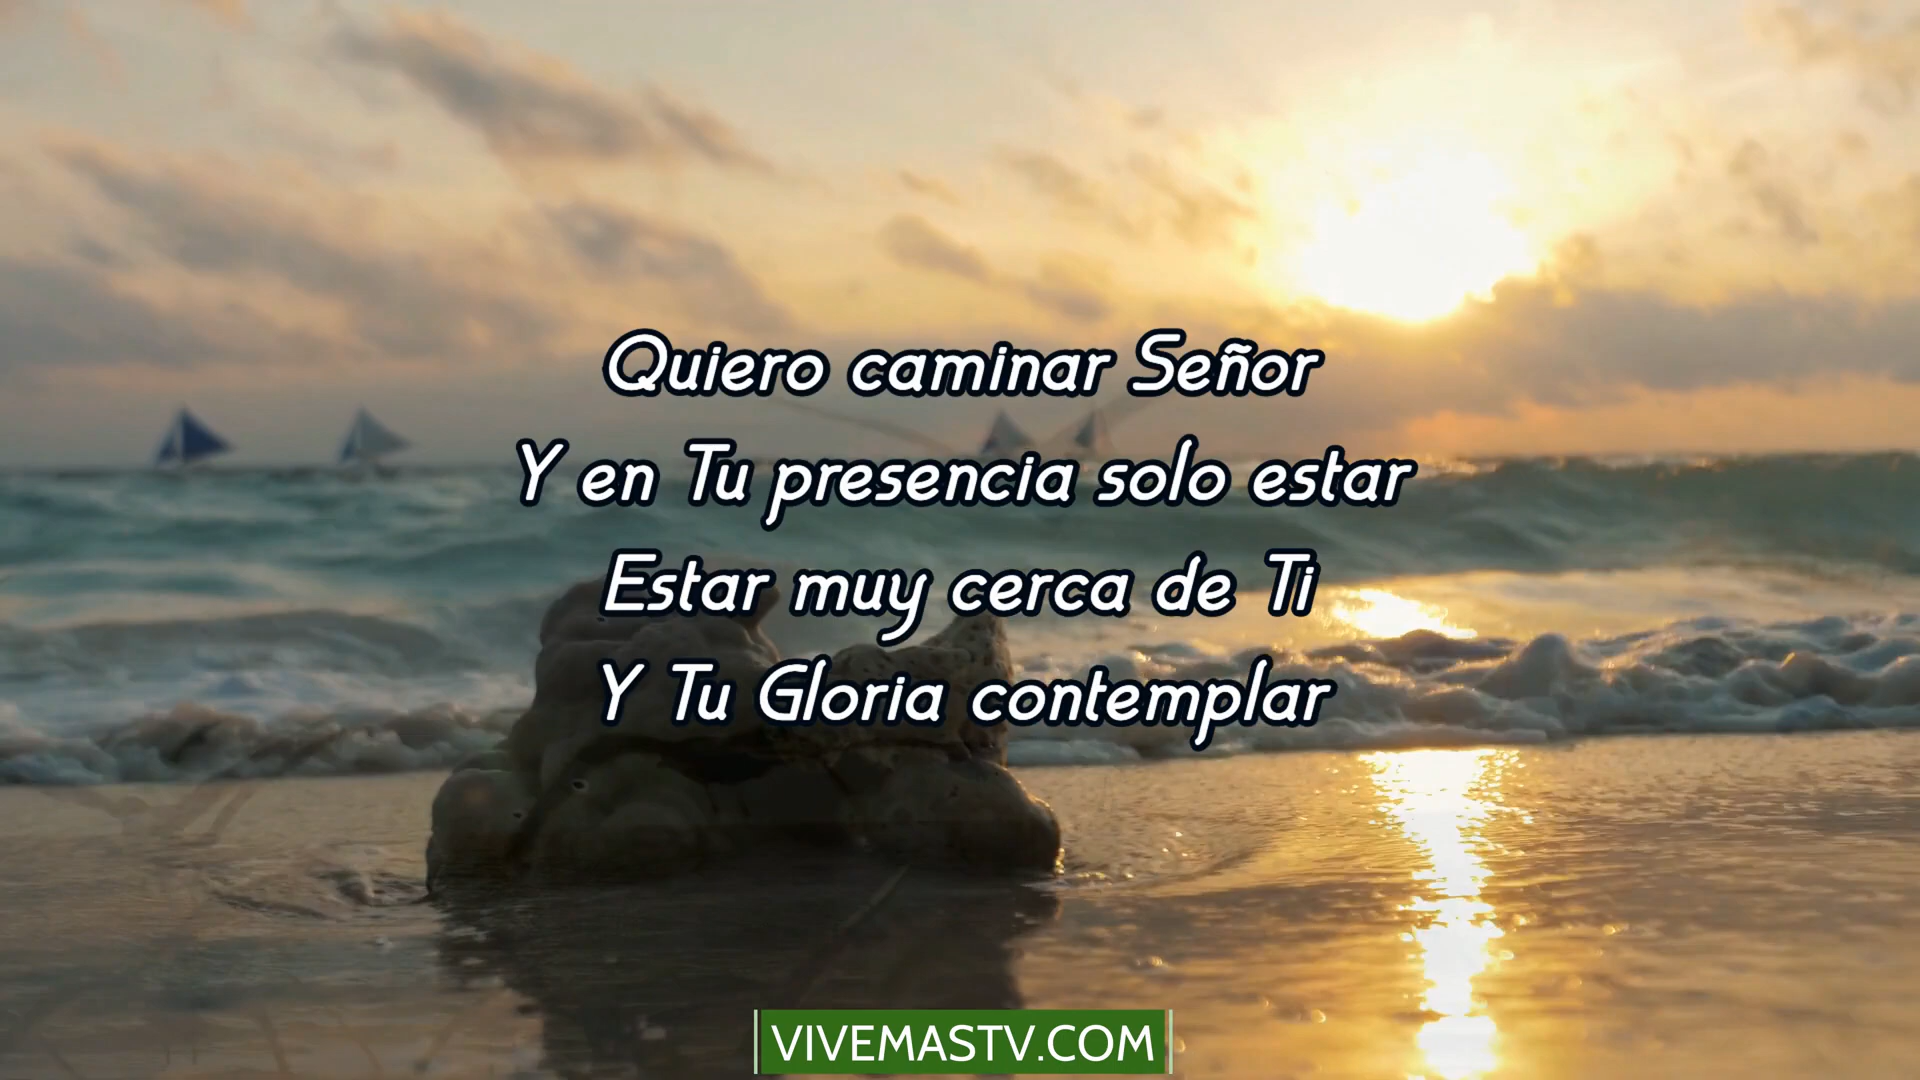 Quiero caminar Señor
Y en Tu presencia solo estar
Estar muy cerca de Ti
Y Tu Gloria contemplar
VIVEMASTV.COM